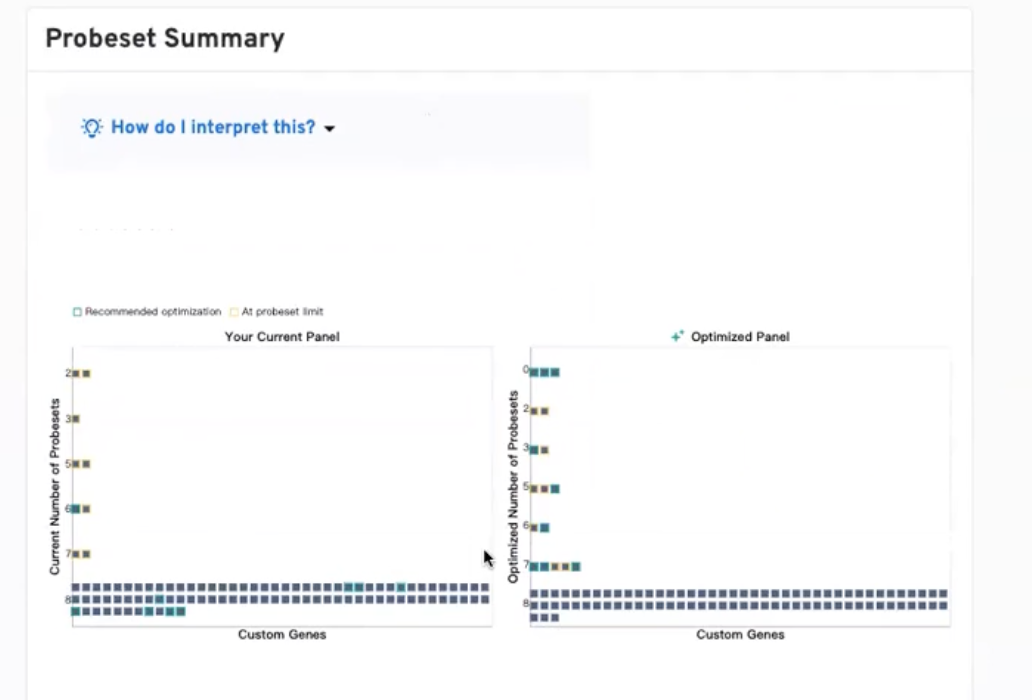 Probeset Summary
How do I interpret this?
Recommended optimization At probeset limit
Your Current Panel
Current Number of Probesets
2
3
5
6
7
8
Custom Genes
Optimized Panel
Optimized Number of Probesets
0
2
3
5
6
7
8
Custom Genes